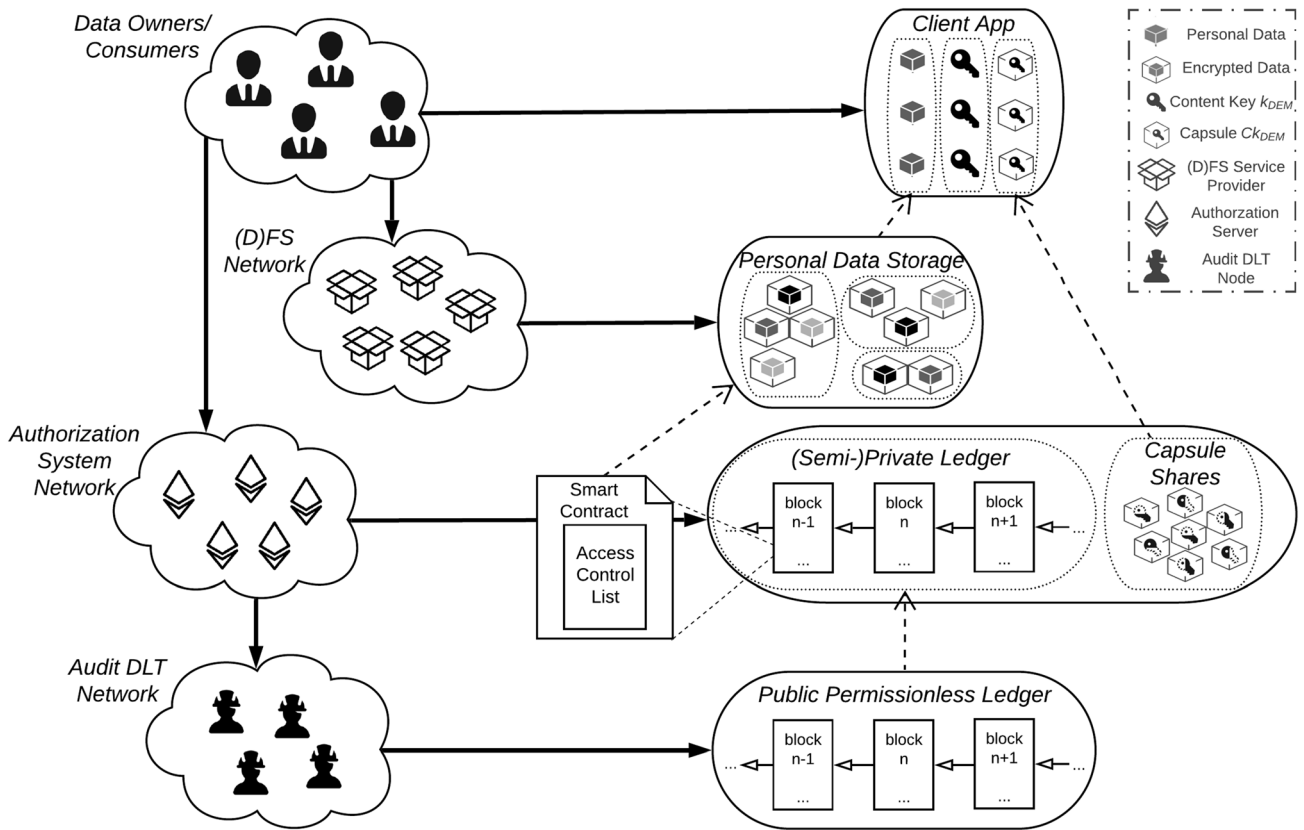 Data Owners/
Consumers
Client App
Personal Data
Encrypted Data
Content Key kDEM
Capsule CkDEM
(D)FS Service
Provider
Authorzation
Server
Audit DLT
Node
(D)FS
Network
Personal Data Storage
Authorization
System
Network
Smart
Contract
Access
Control
List
(Semi-)Private Ledger
... block
n-1
...
block
n
...
block
n+1
...
...
Capsule
Shares
Audit DLT
Network
Public Permissionless Ledger
... block
n-1
...
block
n
...
block
n+1
...
...